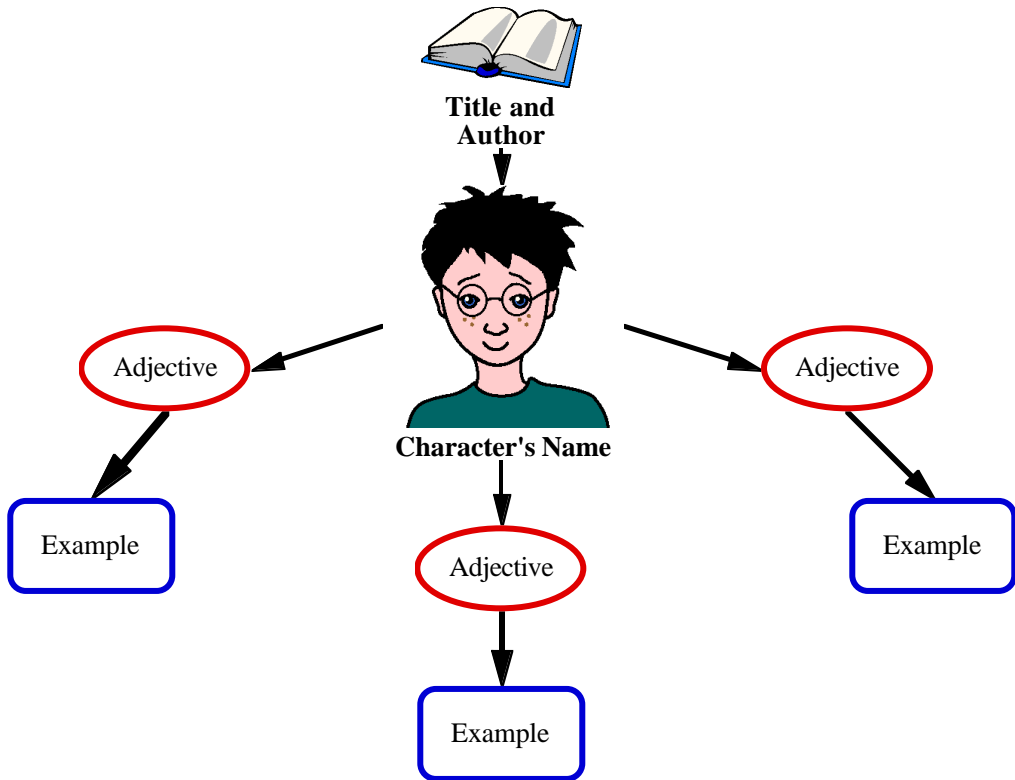 Title and
Author
Adjective
Adjective
Character's Name
Example
Example
Adjective
Example